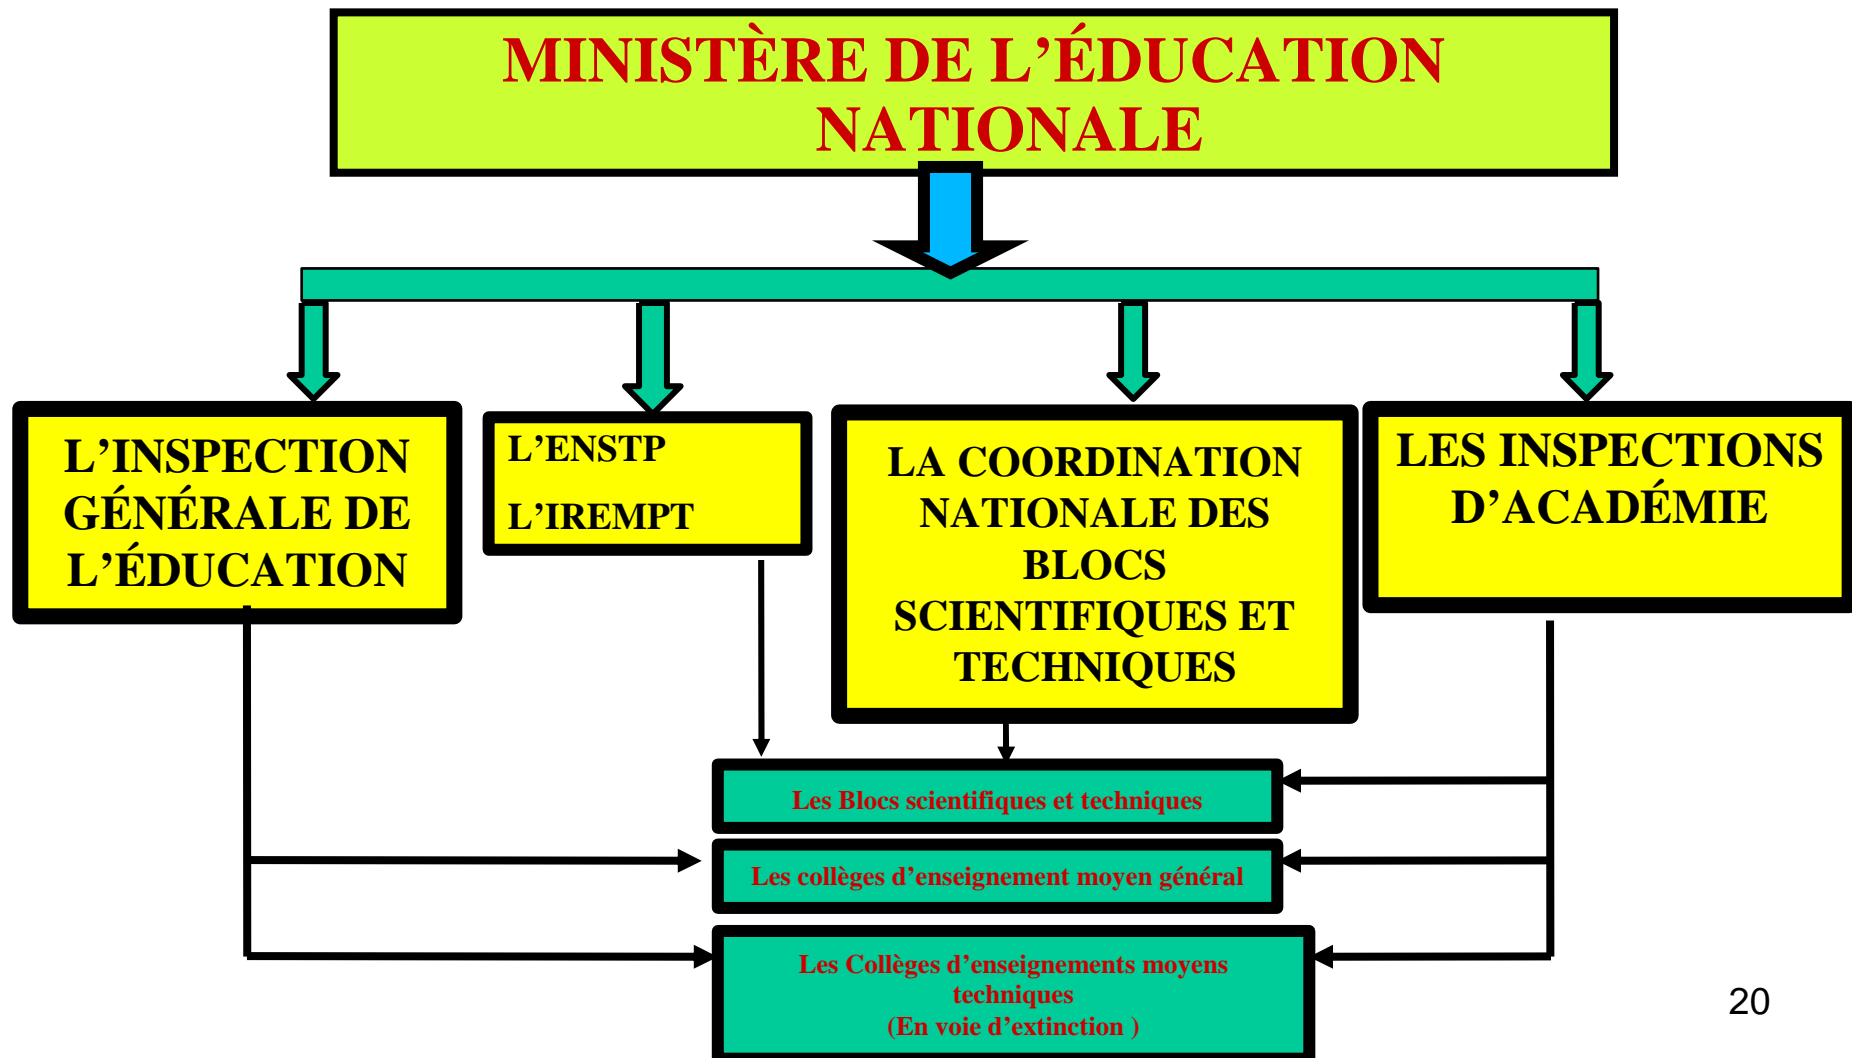 MINISTÈRE DE L’ÉDUCATION
NATIONALE
L’INSPECTION
GÉNÉRALE DE
L’ÉDUCATION
L’ENSTP
L’IREMPT
LA COORDINATION
NATIONALE DES
BLOCS
SCIENTIFIQUES ET
TECHNIQUES
LES INSPECTIONS
D’ACADÉMIE
Les Blocs scientifiques et techniques
Les collèges d’enseignement moyen général
Les Collèges d’enseignements moyens
techniques
(En voie d’extinction )
20